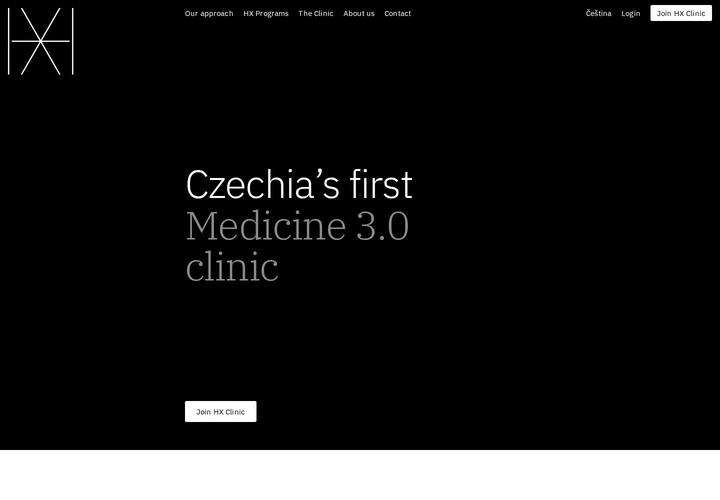 Our approach
HX Programs
The Clinic
About us
Contact
Čeština
Login
Join HX Clinic
Czechia’s first
Medicine 3.0
clinic
Join HX Clinic